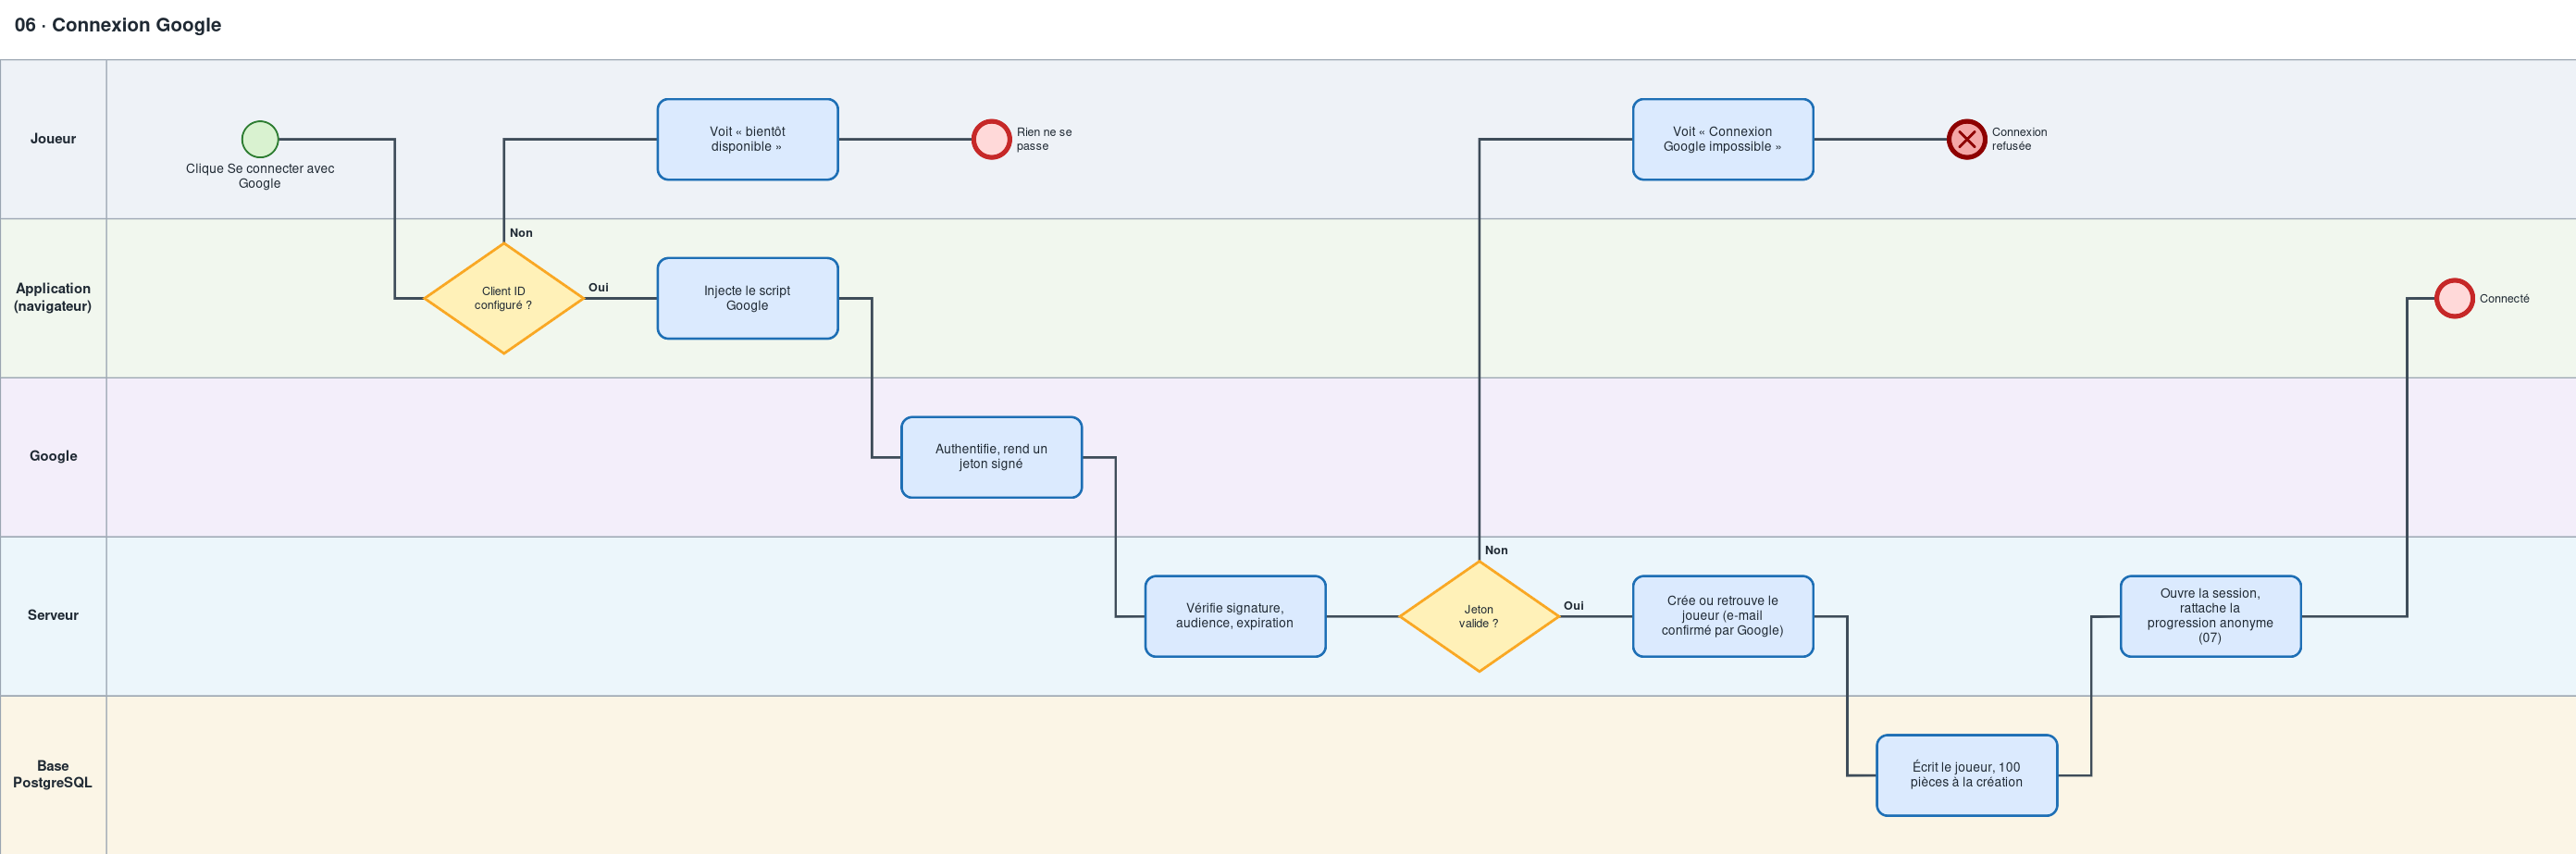 06 · Connexion Google
Joueur
Clique Se connecter avec
Google
Voit « bientôt
disponible »
Rien ne se
passe
Voit « Connexion
Google impossible »
Connexion
refusée
Application
(navigateur)
Non
Client ID
configuré ?
Oui
Injecte le script
Google
Connecté
Google
Authentifie, rend un
jeton signé
Serveur
Vérifie signature,
audience, expiration
Non
Jeton
valide ?
Oui
Crée ou retrouve le
joueur (e-mail
confirmé par Google)
Ouvre la session,
rattache la
progression anonyme
(07)
Base
PostgreSQL
Écrit le joueur, 100
pièces à la création